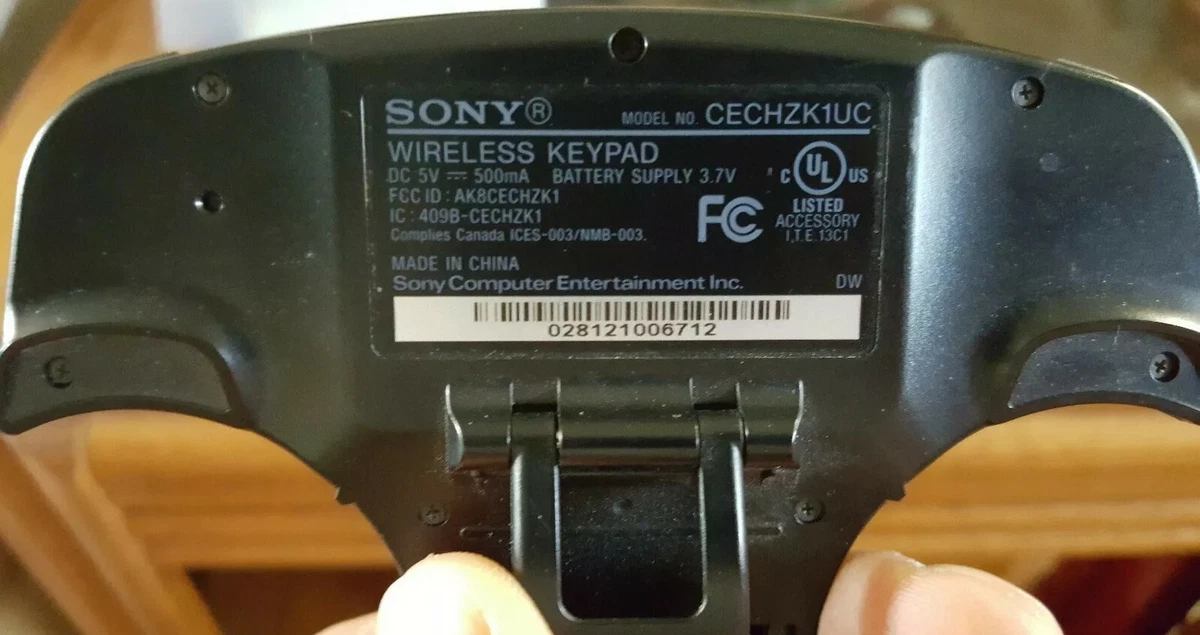 SONY® MODEL NO. CECHZK1UC
WIRELESS KEYPAD
DC 5V ⎓ 500mA BATTERY SUPPLY 3.7V
FCC ID : AK8CECHZK1
IC : 409B-CECHZK1
Complies Canada ICES-003/NMB-003.
C UL US
LISTED
ACCESSORY
I.T.E. 13C1
FC
MADE IN CHINA
Sony Computer Entertainment Inc. DW
028121006712